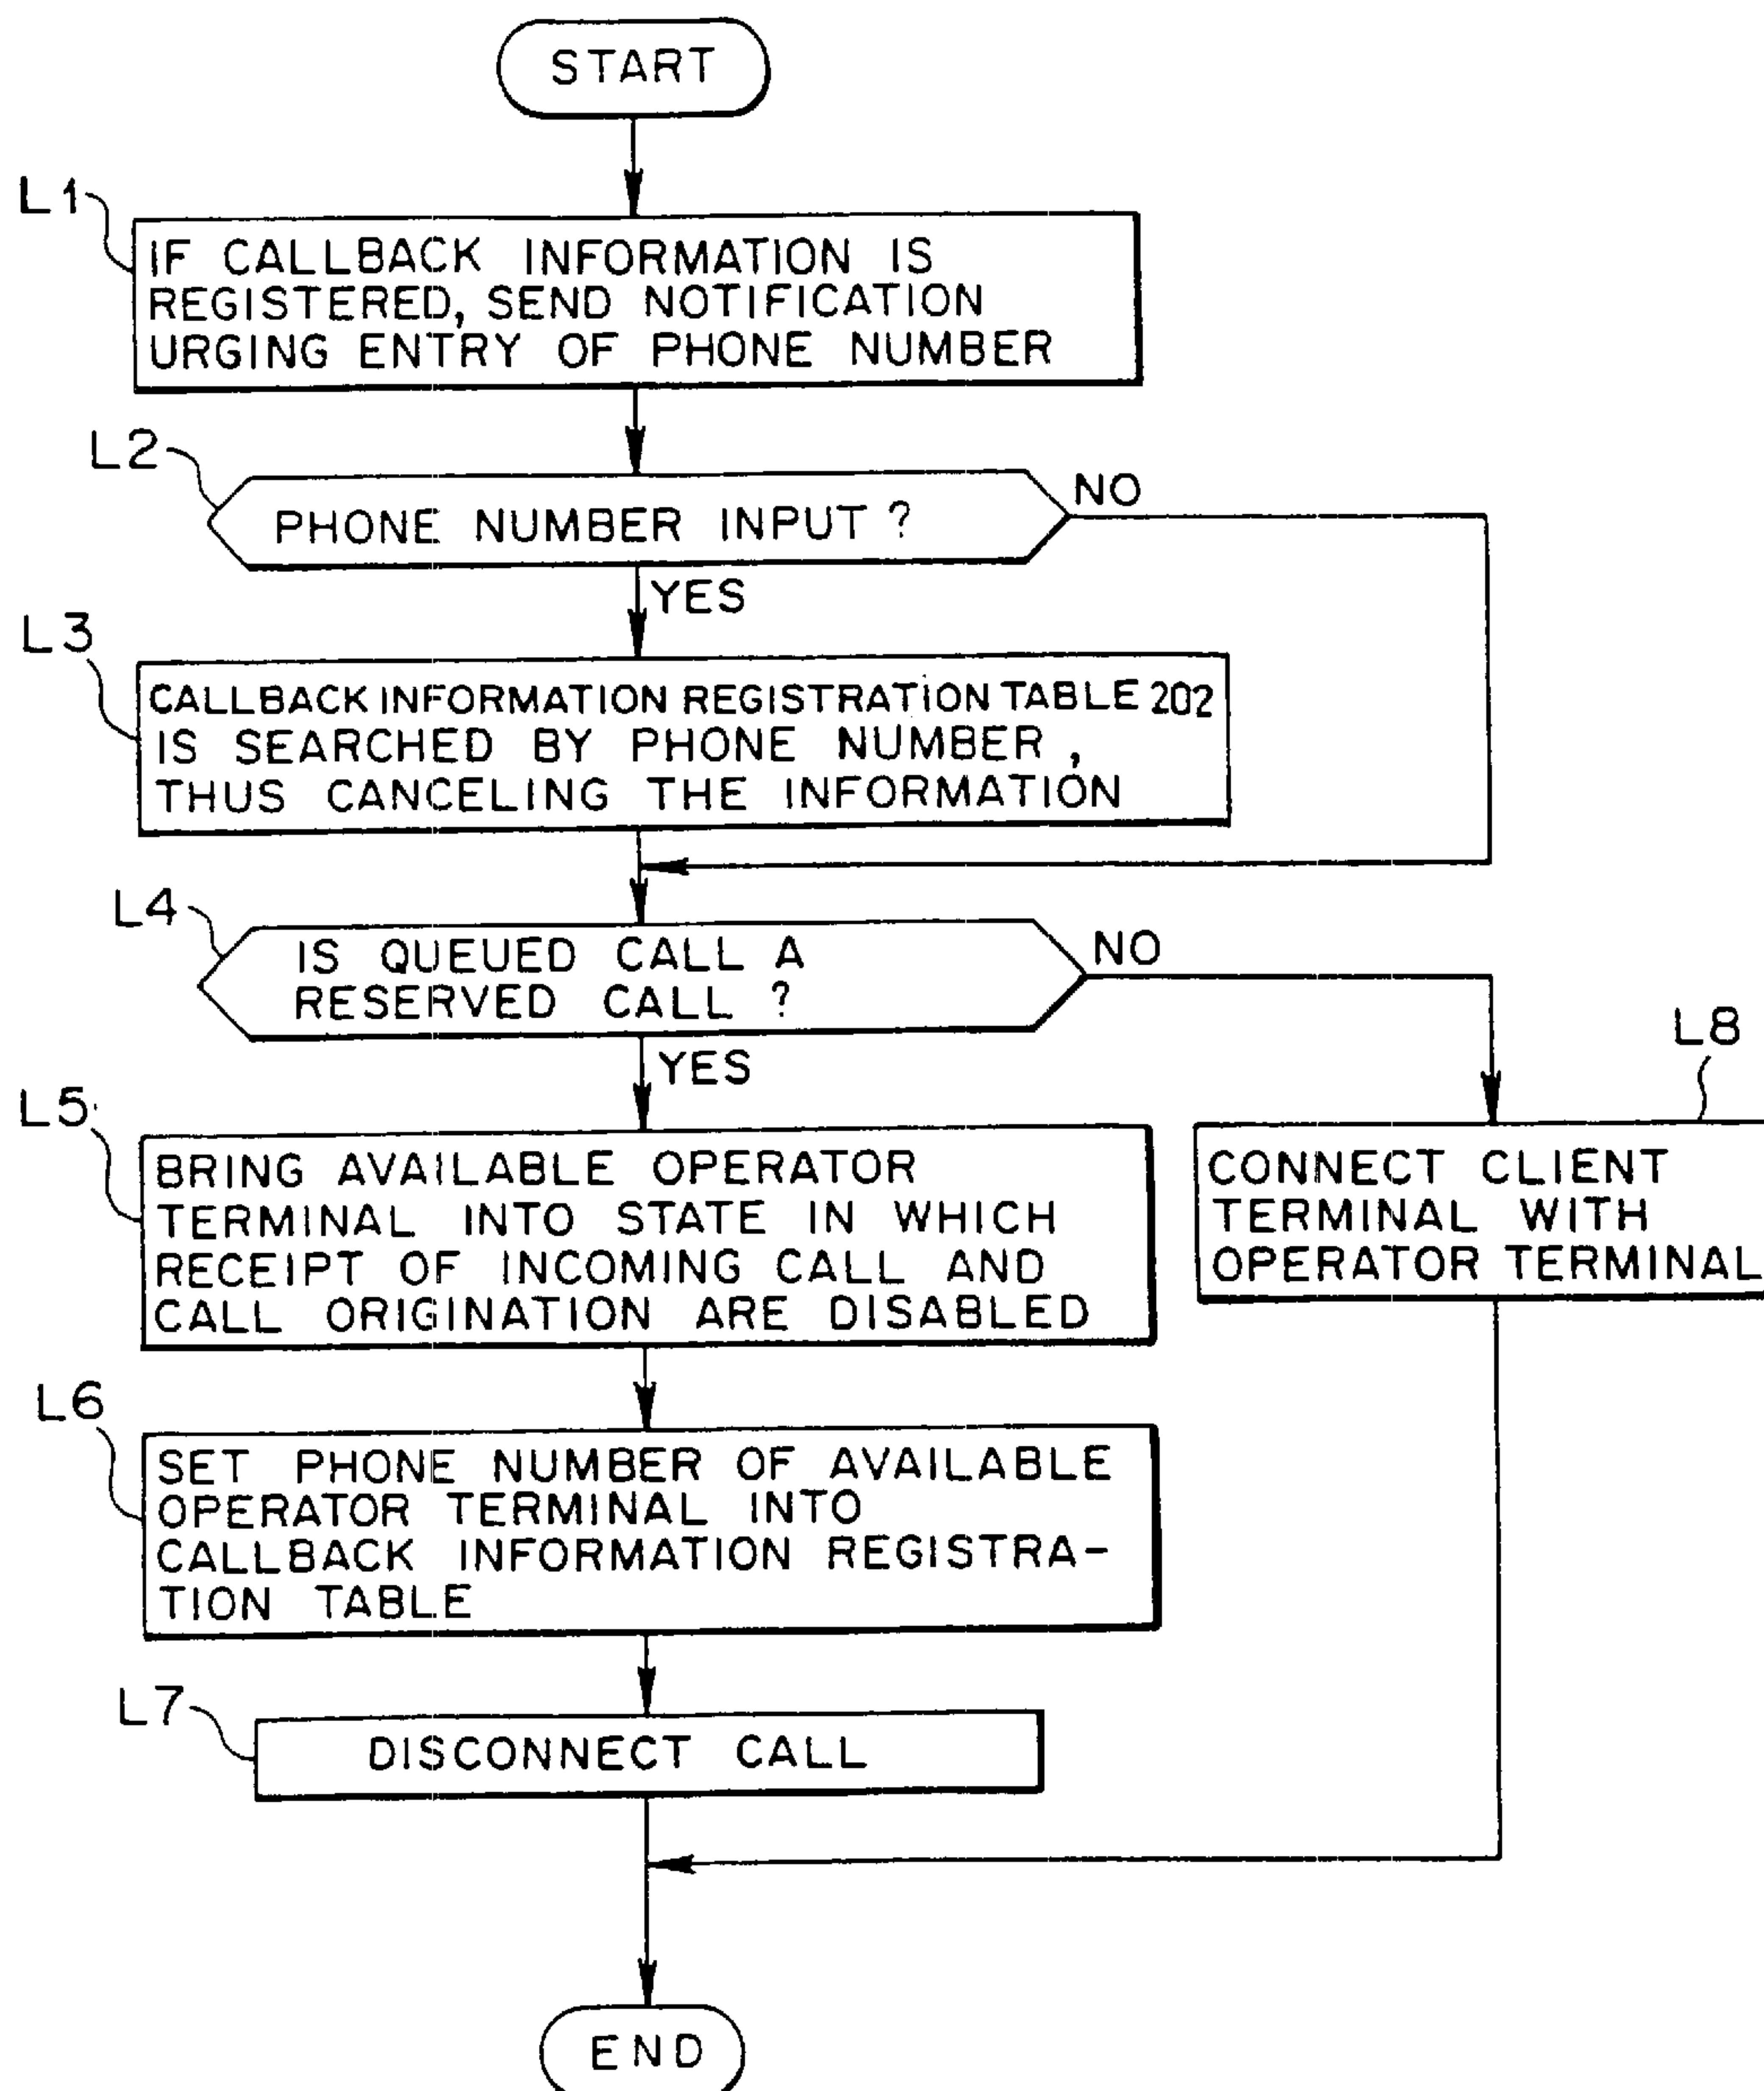 START
L1
IF CALLBACK INFORMATION IS
REGISTERED, SEND NOTIFICATION
URGING ENTRY OF PHONE NUMBER
L2
PHONE NUMBER INPUT ?
NO
YES
L3
CALLBACK INFORMATION REGISTRATION TABLE 202
IS SEARCHED BY PHONE NUMBER,
THUS CANCELING THE INFORMATION
L4
IS QUEUED CALL A
RESERVED CALL ?
NO
YES
L5
BRING AVAILABLE OPERATOR
TERMINAL INTO STATE IN WHICH
RECEIPT OF INCOMING CALL AND
CALL ORIGINATION ARE DISABLED
L8
CONNECT CLIENT
TERMINAL WITH
OPERATOR TERMINAL
L6
SET PHONE NUMBER OF AVAILABLE
OPERATOR TERMINAL INTO
CALLBACK INFORMATION REGISTRA-
TION TABLE
L7
DISCONNECT CALL
END